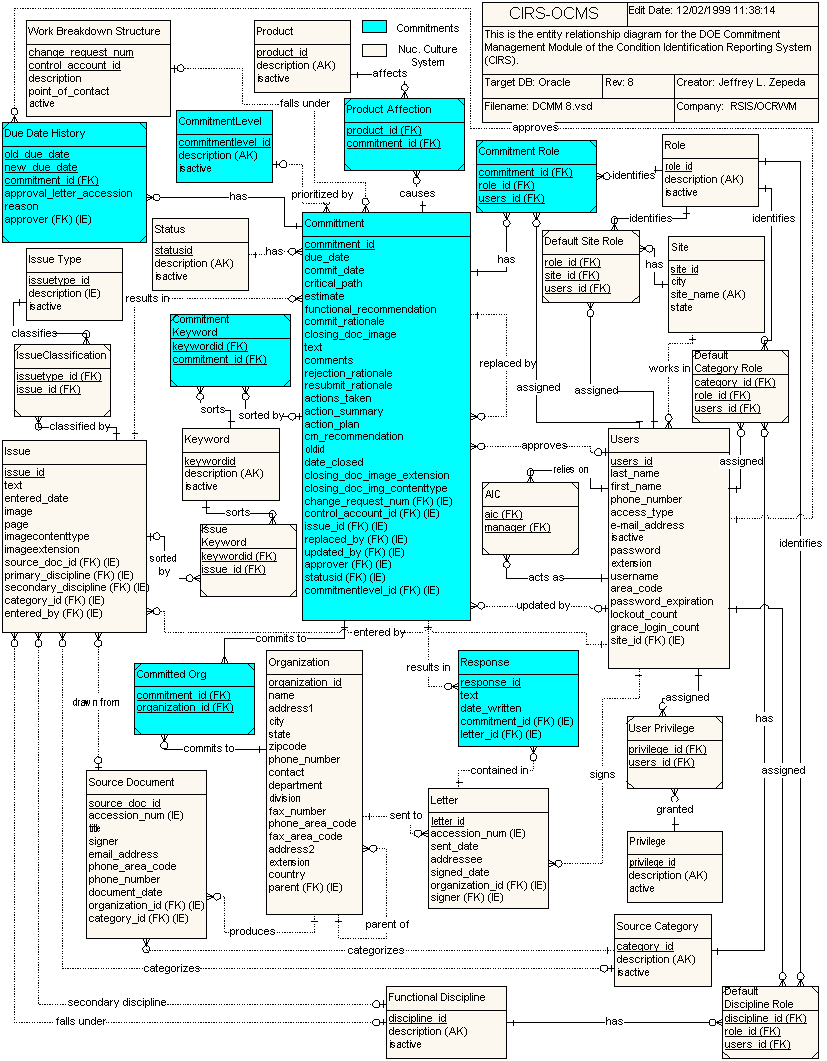 CIRS-OCMS
Edit Date: 12/02/1999 11:38:14
This is the entity relationship diagram for the DOE Commitment
Management Module of the Condition Identification Reporting System
(CIRS).
Target DB: Oracle
Rev: 8
Creator: Jeffrey L. Zepeda
Filename: DCMM 8.vsd
Company: RSIS/OCRWM
Commitments
Nuc. Culture
System
Work Breakdown Structure
change_request_num
control_account_id
description
point_of_contact
active
Product
product_id
description (AK)
isactive
affects
falls under
approves
Due Date History
old_due_date
new_due_date
commitment_id (FK)
approval_letter_accession
reason
approver (FK) (IE)
CommitmentLevel
commitmentlevel_id
description (AK)
isactive
Product Affection
product_id (FK)
commitment_id (FK)
Commitment Role
commitment_id (FK)
role_id (FK)
users_id (FK)
identifies
Role
role_id
description (AK)
isactive
has
prioritized by
causes
identifies
identifies
Status
statusid
description (AK)
isactive
has
Committment
commitment_id
due_date
commit_date
critical_path
estimate
functional_recommendation
commit_rationale
closing_doc_image
text
comments
rejection_rationale
resubmit_rationale
actions_taken
action_summary
action_plan
cm_recommendation
oldid
date_closed
closing_doc_image_extension
closing_doc_img_contenttype
change_request_num (FK) (IE)
control_account_id (FK) (IE)
issue_id (FK) (IE)
replaced_by (FK) (IE)
updated_by (FK) (IE)
approver (FK) (IE)
statusid (FK) (IE)
commitmentlevel_id (FK) (IE)
has
Default Site Role
role_id (FK)
site_id (FK)
users_id (FK)
has
Site
site_id
city
site_name (AK)
state
Issue Type
issuetype_id
description (IE)
isactive
results in
classifies
Commitment
Keyword
keywordid (FK)
commitment_id (FK)
replaced by
assigned
assigned
works in
IssueClassification
issuetype_id (FK)
issue_id (FK)
Default
Category Role
category_id (FK)
role_id (FK)
users_id (FK)
classified by
sorts
sorted by
Issue
issue_id
text
entered_date
image
page
imagecontenttype
imageextension
source_doc_id (FK) (IE)
primary_discipline (FK) (IE)
secondary_discipline (FK) (IE)
category_id (FK) (IE)
entered_by (FK) (IE)
Keyword
keywordid
description (AK)
isactive
sorts
Issue
Keyword
keywordid (FK)
issue_id (FK)
sorted
by
approves
relies on
AIC
aic (FK)
manager (FK)
acts as
updated by
Users
users_id
last_name
first_name
phone_number
access_type
e-mail_address
isactive
password
extension
username
area_code
password_expiration
lockout_count
grace_login_count
site_id (FK) (IE)
assigned
identifies
commits to
entered by
Committed Org
commitment_id (FK)
organization_id (FK)
Organization
organization_id
name
address1
city
state
zipcode
phone_number
contact
department
division
fax_number
phone_area_code
fax_area_code
address2
extension
country
parent (FK) (IE)
results in
Response
response_id
text
date_written
commitment_id (FK) (IE)
letter_id (FK) (IE)
drawn from
commits to
assigned
User Privilege
privilege_id (FK)
users_id (FK)
has
Source Document
source_doc_id
accession_num (IE)
title
signer
email_address
phone_area_code
phone_number
document_date
organization_id (FK) (IE)
category_id (FK) (IE)
contained in
signs
assigned
Letter
letter_id
accession_num (IE)
sent_date
addressee
signed_date
organization_id (FK) (IE)
signer (FK) (IE)
sent to
granted
Privilege
privilege_id
description (AK)
active
produces
parent of
Source Category
category_id
description (AK)
isactive
categorizes
categorizes
secondary discipline
falls under
Functional Discipline
discipline_id
description (AK)
isactive
has
Default
Discipline Role
discipline_id (FK)
role_id (FK)
users_id (FK)